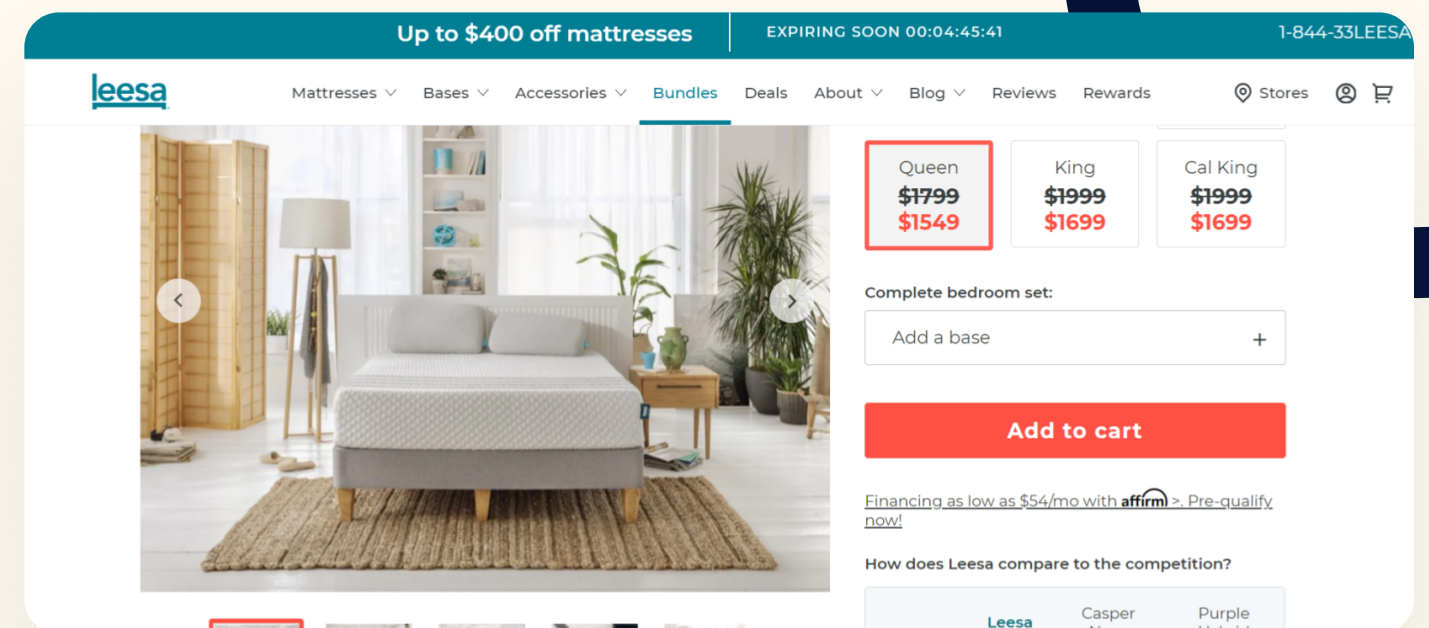 Up to $400 off mattresses
EXPIRING SOON 00:04:45:41
1-844-33LEESA
leesa
Mattresses
Bases
Accessories
Bundles
Deals
About
Blog
Reviews
Rewards
Stores
Queen
$1799
$1549
King
$1999
$1699
Cal King
$1999
$1699
Complete bedroom set:
Add a base +
Add to cart
Financing as low as $54/mo with affirm >. Pre-qualify
now!
How does Leesa compare to the competition?
Leesa
Casper
Purple